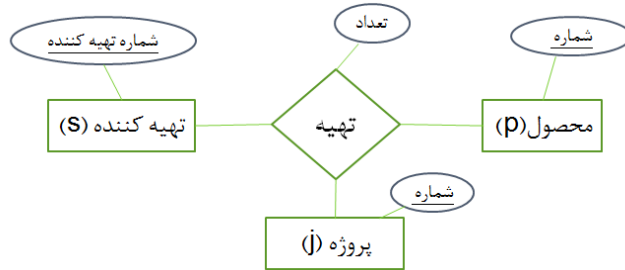 تعداد
شماره
شماره تهیه کننده
محصول(p)
تهیه
تهیه کننده (s)
شماره
پروژه (j)